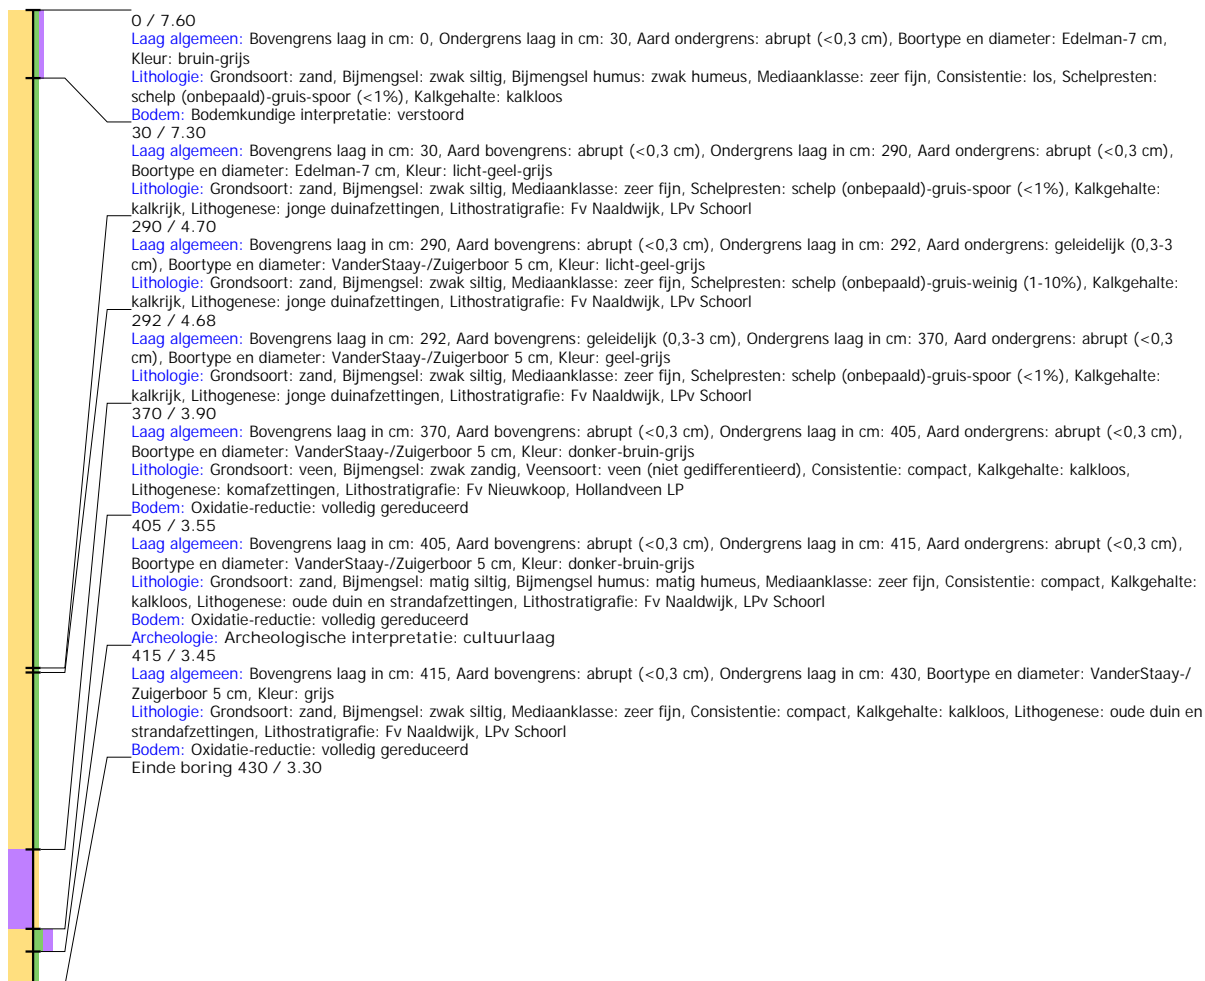 0 / 7.60
Laag algemeen: Bovengrens laag in cm: 0, Ondergrens laag in cm: 30, Aard ondergrens: abrupt (<0,3 cm), Boortype en diameter: Edelman-7 cm,
Kleur: bruin-grijs
Lithologie: Grondsoort: zand, Bijmengsel: zwak siltig, Bijmengsel humus: zwak humeus, Mediaanklasse: zeer fijn, Consistentie: los, Schelpresten:
schelp (onbepaald)-gruis-spoor (<1%), Kalkgehalte: kalkloos
Bodem: Bodemkundige interpretatie: verstoord
30 / 7.30
Laag algemeen: Bovengrens laag in cm: 30, Aard bovengrens: abrupt (<0,3 cm), Ondergrens laag in cm: 290, Aard ondergrens: abrupt (<0,3 cm),
Boortype en diameter: Edelman-7 cm, Kleur: licht-geel-grijs
Lithologie: Grondsoort: zand, Bijmengsel: zwak siltig, Mediaanklasse: zeer fijn, Schelpresten: schelp (onbepaald)-gruis-spoor (<1%), Kalkgehalte:
kalkrijk, Lithogenese: jonge duinafzettingen, Lithostratigrafie: Fv Naaldwijk, LPv Schoorl
290 / 4.70
Laag algemeen: Bovengrens laag in cm: 290, Aard bovengrens: abrupt (<0,3 cm), Ondergrens laag in cm: 292, Aard ondergrens: geleidelijk (0,3-3
cm), Boortype en diameter: VanderStaay-/Zuigerboor 5 cm, Kleur: licht-geel-grijs
Lithologie: Grondsoort: zand, Bijmengsel: zwak siltig, Mediaanklasse: zeer fijn, Schelpresten: schelp (onbepaald)-gruis-weinig (1-10%), Kalkgehalte:
kalkrijk, Lithogenese: jonge duinafzettingen, Lithostratigrafie: Fv Naaldwijk, LPv Schoorl
292 / 4.68
Laag algemeen: Bovengrens laag in cm: 292, Aard bovengrens: geleidelijk (0,3-3 cm), Ondergrens laag in cm: 370, Aard ondergrens: abrupt (<0,3
cm), Boortype en diameter: VanderStaay-/Zuigerboor 5 cm, Kleur: geel-grijs
Lithologie: Grondsoort: zand, Bijmengsel: zwak siltig, Mediaanklasse: zeer fijn, Schelpresten: schelp (onbepaald)-gruis-spoor (<1%), Kalkgehalte:
kalkrijk, Lithogenese: jonge duinafzettingen, Lithostratigrafie: Fv Naaldwijk, LPv Schoorl
370 / 3.90
Laag algemeen: Bovengrens laag in cm: 370, Aard bovengrens: abrupt (<0,3 cm), Ondergrens laag in cm: 405, Aard ondergrens: abrupt (<0,3 cm),
Boortype en diameter: VanderStaay-/Zuigerboor 5 cm, Kleur: donker-bruin-grijs
Lithologie: Grondsoort: veen, Bijmengsel: zwak zandig, Veensoort: veen (niet gedifferentieerd), Consistentie: compact, Kalkgehalte: kalkloos,
Lithogenese: komafzettingen, Lithostratigrafie: Fv Nieuwkoop, Hollandveen LP
Bodem: Oxidatie-reductie: volledig gereduceerd
405 / 3.55
Laag algemeen: Bovengrens laag in cm: 405, Aard bovengrens: abrupt (<0,3 cm), Ondergrens laag in cm: 415, Aard ondergrens: abrupt (<0,3 cm),
Boortype en diameter: VanderStaay-/Zuigerboor 5 cm, Kleur: donker-bruin-grijs
Lithologie: Grondsoort: zand, Bijmengsel: matig siltig, Bijmengsel humus: matig humeus, Mediaanklasse: zeer fijn, Consistentie: compact, Kalkgehalte:
kalkloos, Lithogenese: oude duin en strandafzettingen, Lithostratigrafie: Fv Naaldwijk, LPv Schoorl
Bodem: Oxidatie-reductie: volledig gereduceerd
Archeologie: Archeologische interpretatie: cultuurlaag
415 / 3.45
Laag algemeen: Bovengrens laag in cm: 415, Aard bovengrens: abrupt (<0,3 cm), Ondergrens laag in cm: 430, Boortype en diameter: VanderStaay-/
Zuigerboor 5 cm, Kleur: grijs
Lithologie: Grondsoort: zand, Bijmengsel: zwak siltig, Mediaanklasse: zeer fijn, Consistentie: compact, Kalkgehalte: kalkloos, Lithogenese: oude duin en
strandafzettingen, Lithostratigrafie: Fv Naaldwijk, LPv Schoorl
Bodem: Oxidatie-reductie: volledig gereduceerd
Einde boring 430 / 3.30